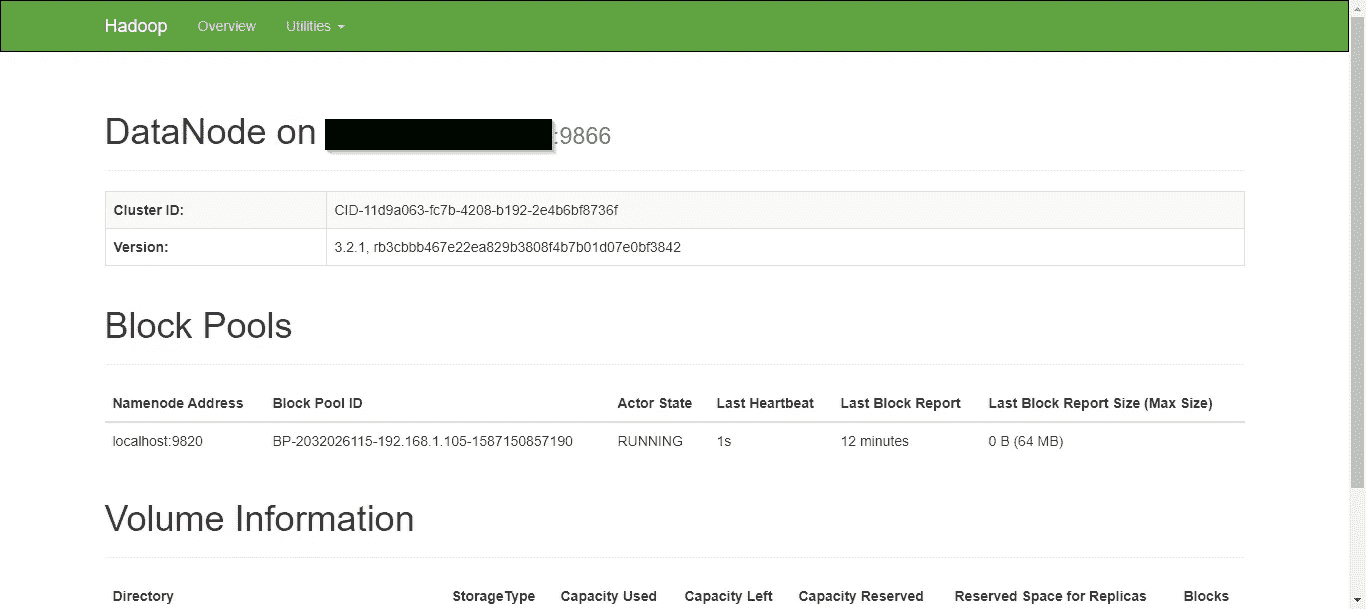 Hadoop Overview Utilities
DataNode on :9866
Cluster ID: CID-11d9a063-fc7b-4208-b192-2e4b6bf8736f
Version: 3.2.1, rb3cbbb467e22ea829b3808f4b7b01d07e0bf3842
Block Pools
Namenode Address Block Pool ID Actor State Last Heartbeat Last Block Report Last Block Report Size (Max Size)
localhost:9820 BP-2032026115-192.168.1.105-1587150857190 RUNNING 1s 12 minutes 0 B (64 MB)
Volume Information
Directory StorageType Capacity Used Capacity Left Capacity Reserved Reserved Space for Replicas Blocks